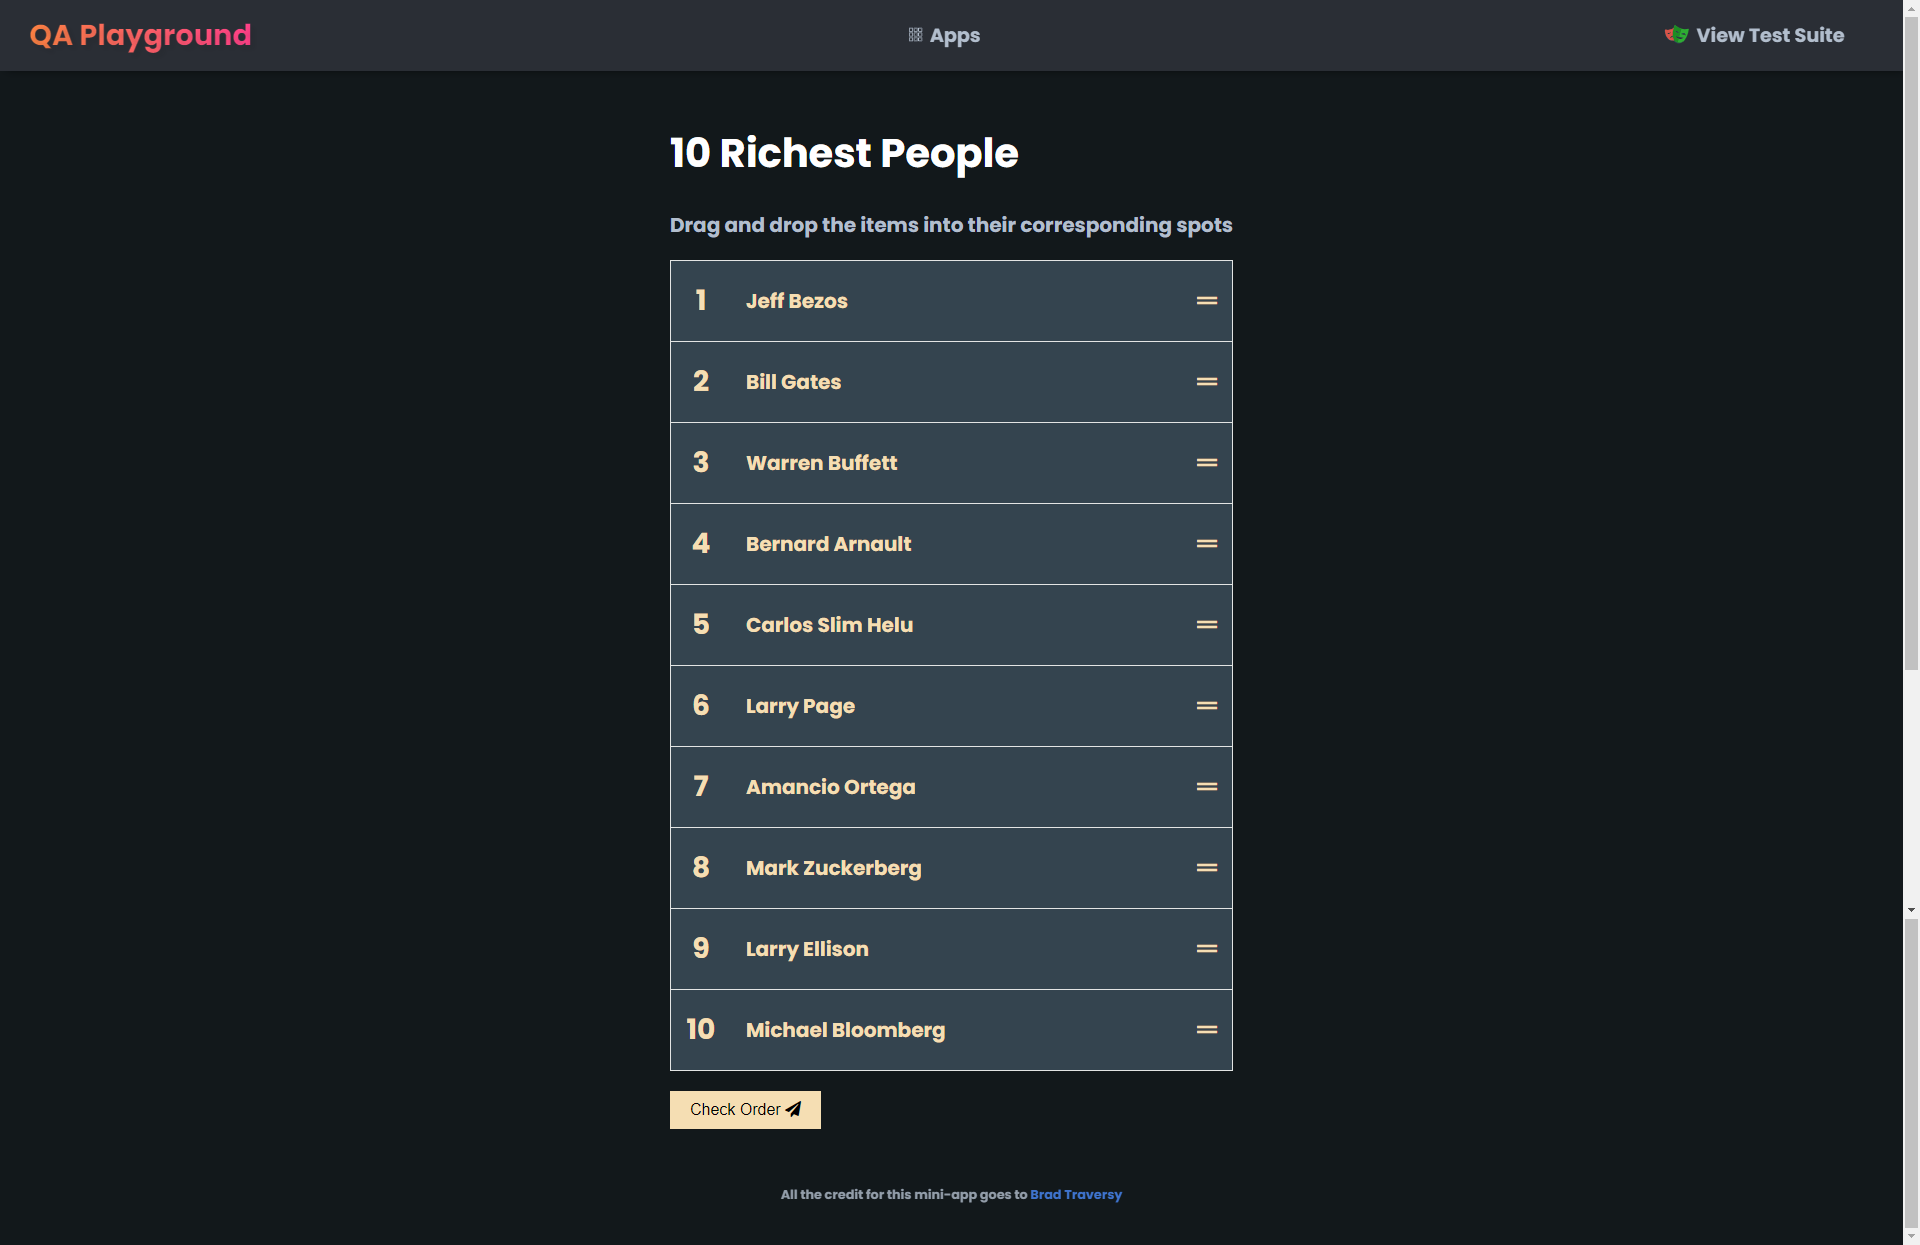 QA Playground
Apps
View Test Suite
10 Richest People
Drag and drop the items into their corresponding spots
1 Jeff Bezos
2 Bill Gates
3 Warren Buffett
4 Bernard Arnault
5 Carlos Slim Helu
6 Larry Page
7 Amancio Ortega
8 Mark Zuckerberg
9 Larry Ellison
10 Michael Bloomberg
Check Order
All the credit for this mini-app goes to Brad Traversy